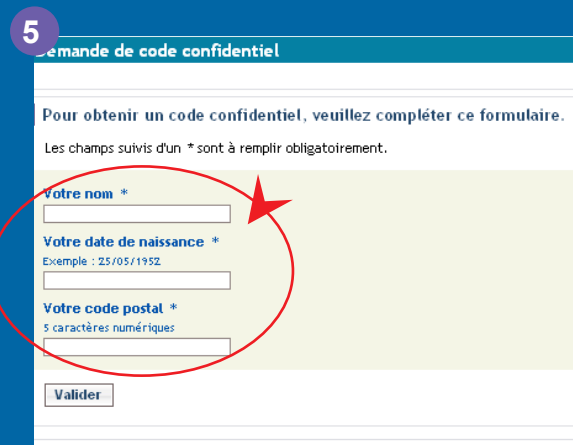 5
Demande de code confidentiel
Pour obtenir un code confidentiel, veuillez compléter ce formulaire.
Les champs suivis d'un * sont à remplir obligatoirement.
Votre nom *
Votre date de naissance *
Exemple : 25/05/1952
Votre code postal *
5 caractères numériques
Valider